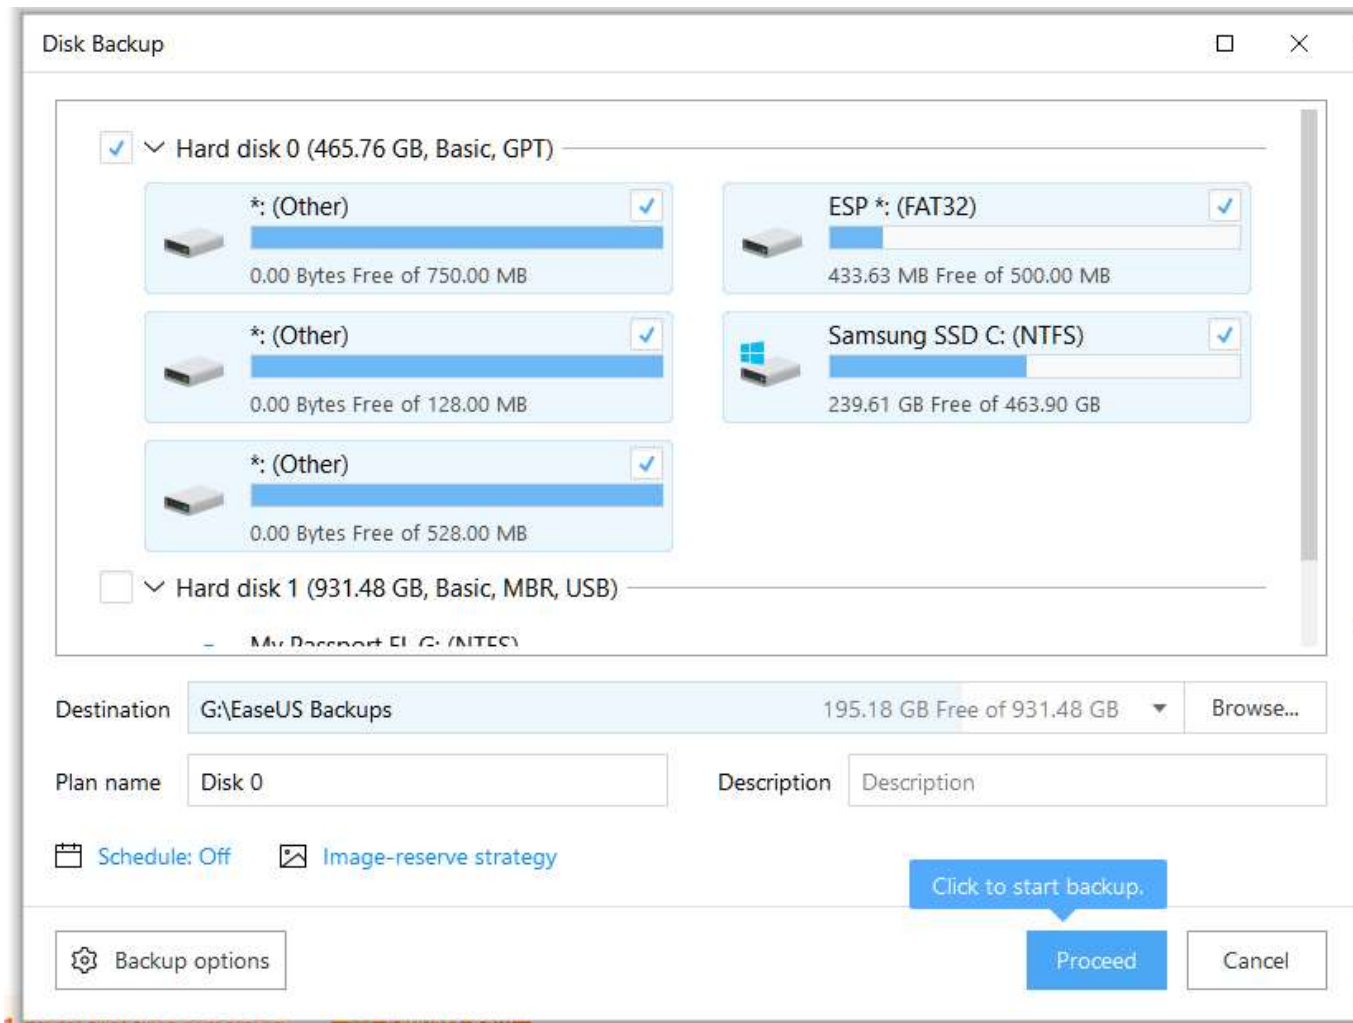 Disk Backup
Hard disk 0 (465.76 GB, Basic, GPT)
*: (Other)
0.00 Bytes Free of 750.00 MB
ESP *: (FAT32)
433.63 MB Free of 500.00 MB
*: (Other)
0.00 Bytes Free of 128.00 MB
Samsung SSD C: (NTFS)
239.61 GB Free of 463.90 GB
*: (Other)
0.00 Bytes Free of 528.00 MB
Hard disk 1 (931.48 GB, Basic, MBR, USB)
My Passport EL G: (NTFS)
Destination G:\EaseUS Backups 195.18 GB Free of 931.48 GB Browse...
Plan name Disk 0 Description Description
Schedule: Off Image-reserve strategy
Click to start backup.
Backup options Proceed Cancel